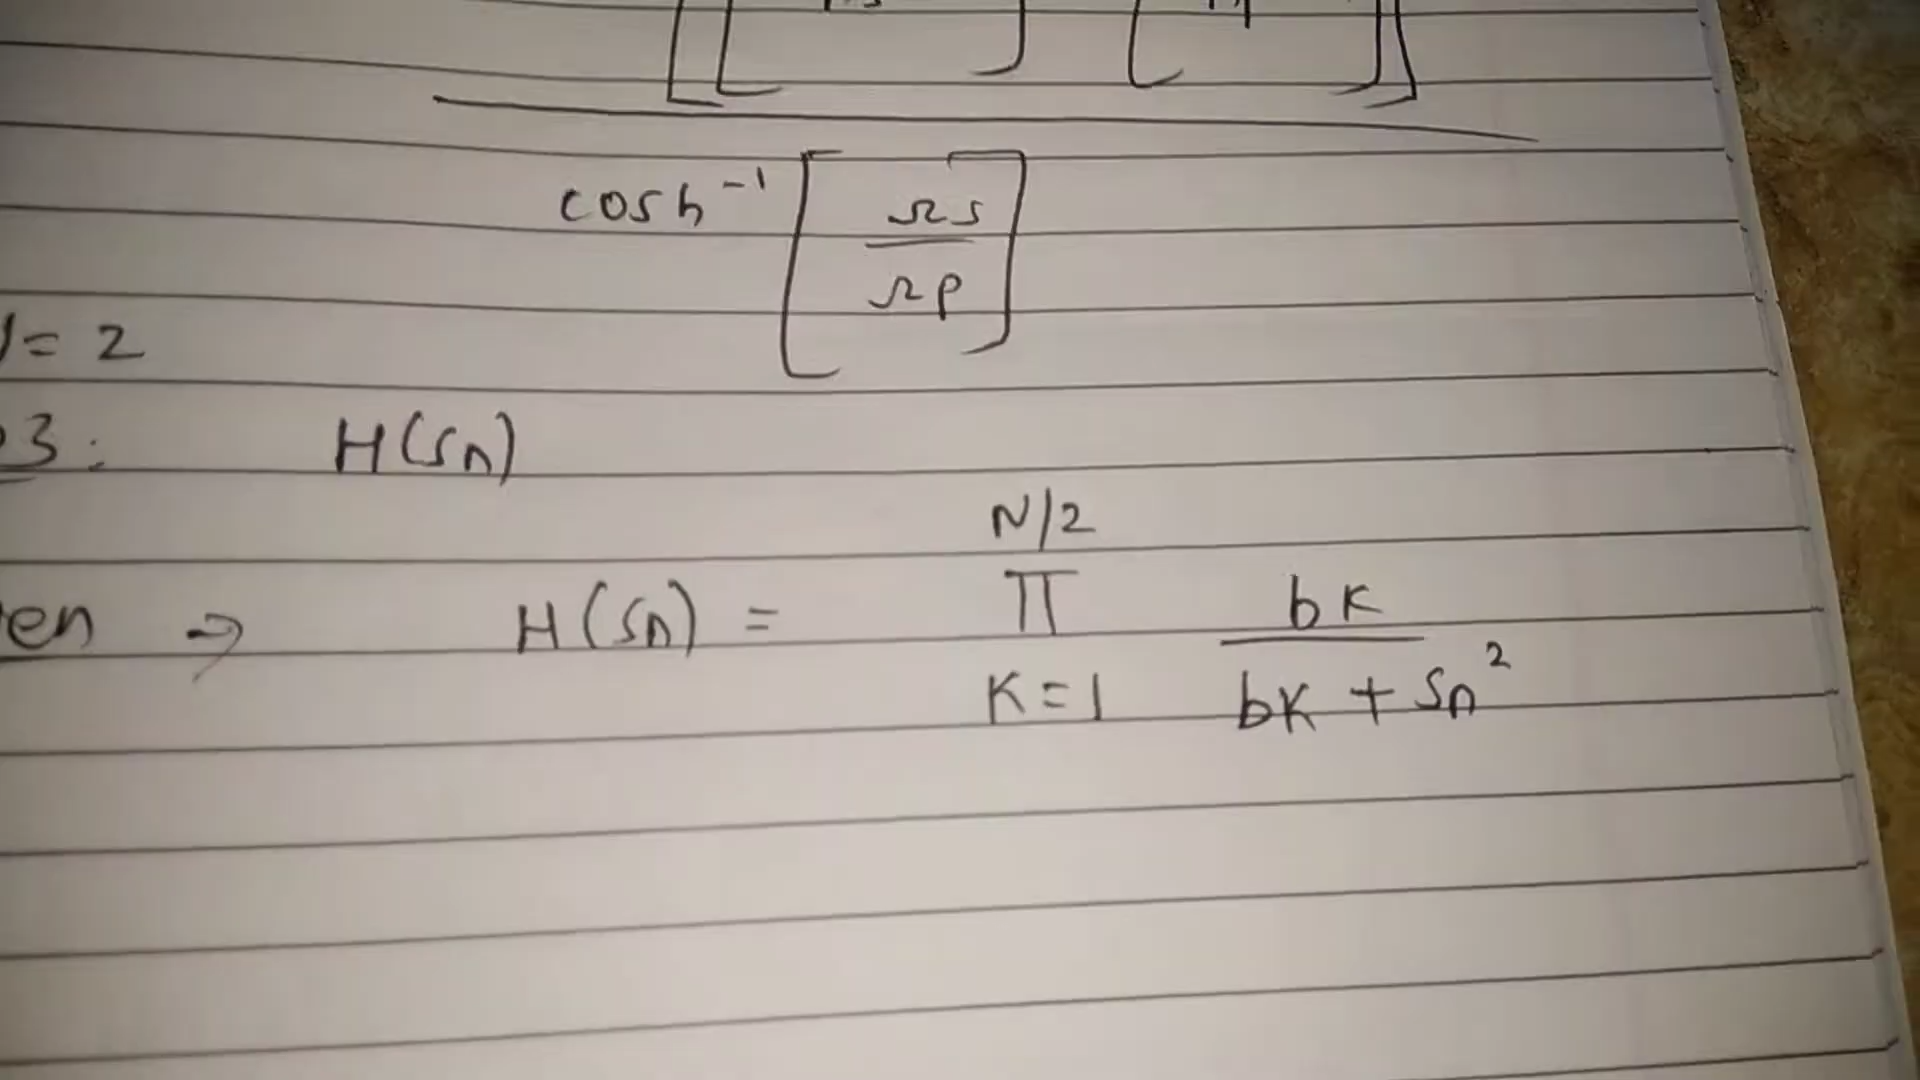 cosh⁻¹ [ Ωs / Ωp ]
= 2
3: H(Sn)
en → H(Sn) = N/2 Π K=1 bK / bK + Sn²